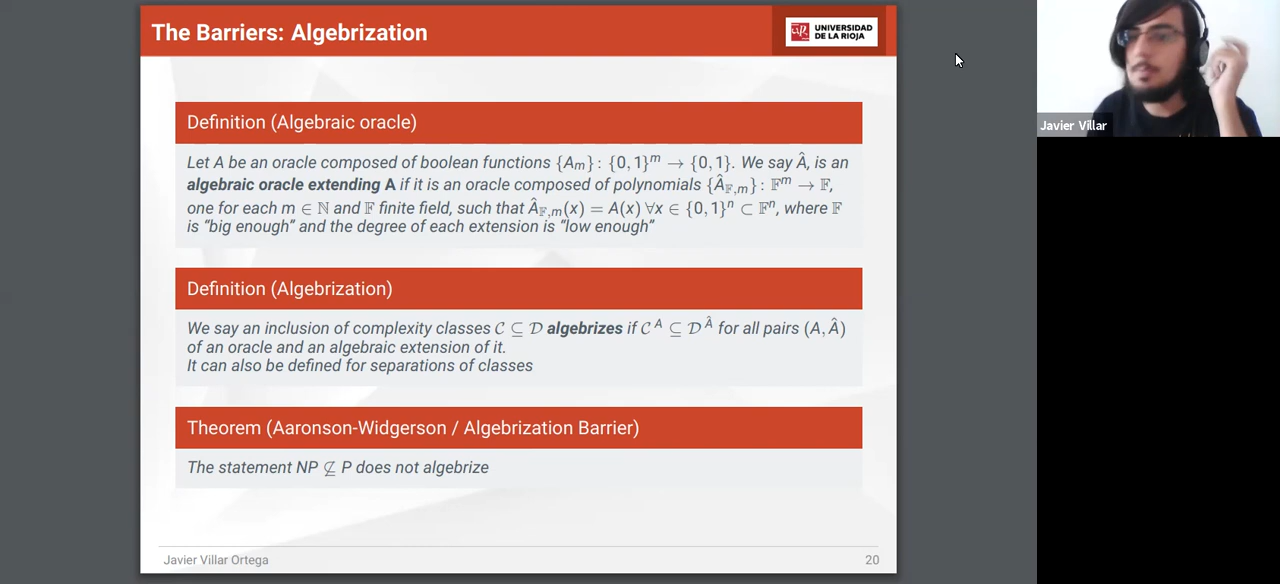 The Barriers: Algebrization
UNIVERSIDAD
DE LA RIOJA
Definition (Algebraic oracle)
Let A be an oracle composed of boolean functions {Aₘ} : {0, 1}ᵐ → {0, 1}. We say Â, is an
algebraic oracle extending A if it is an oracle composed of polynomials {Â_{𝔽,m}} : 𝔽ᵐ → 𝔽,
one for each m ∈ ℕ and 𝔽 finite field, such that Â_{𝔽,m}(x) = A(x) ∀x ∈ {0, 1}ⁿ ⊂ 𝔽ⁿ, where 𝔽
is “big enough” and the degree of each extension is “low enough”
Definition (Algebrization)
We say an inclusion of complexity classes 𝒞 ⊆ 𝒟 algebrizes if 𝒞^A ⊆ 𝒟^Â for all pairs (A, Â)
of an oracle and an algebraic extension of it.
It can also be defined for separations of classes
Theorem (Aaronson-Widgerson / Algebrization Barrier)
The statement NP ⊈ P does not algebrize
Javier Villar Ortega
20
Javier Villar